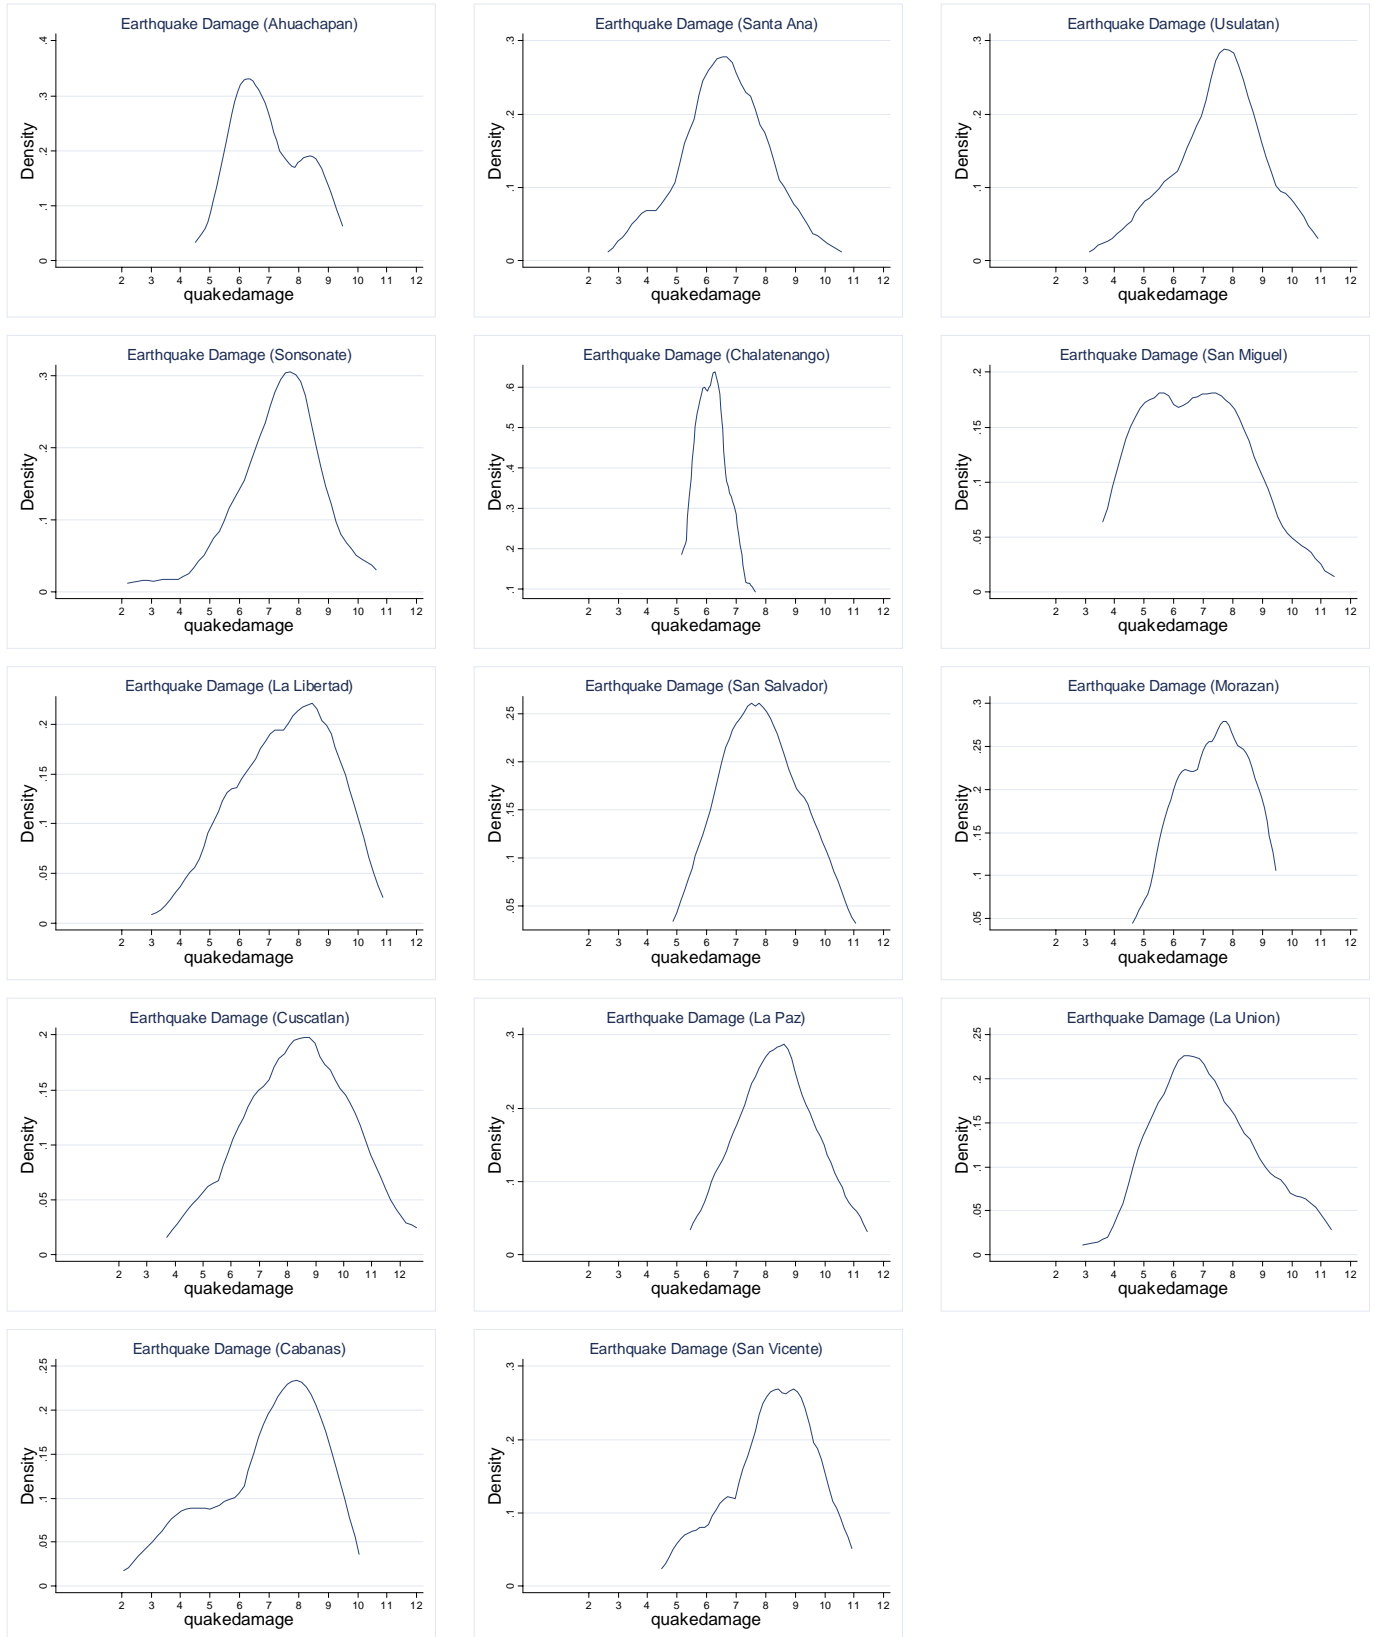 Earthquake Damage (Ahuachapan)
Density
0 .1 .2 .3 .4
2 3 4 5 6 7 8 9 10 11 12
quakedamage
Earthquake Damage (Santa Ana)
Density
0 .1 .2 .3
2 3 4 5 6 7 8 9 10 11 12
quakedamage
Earthquake Damage (Usulatan)
Density
0 .1 .2 .3
2 3 4 5 6 7 8 9 10 11 12
quakedamage
Earthquake Damage (Sonsonate)
Density
0 .1 .2 .3
2 3 4 5 6 7 8 9 10 11 12
quakedamage
Earthquake Damage (Chalatenango)
Density
.1 .2 .3 .4 .5 .6
2 3 4 5 6 7 8 9 10 11 12
quakedamage
Earthquake Damage (San Miguel)
Density
0 .05 .1 .15 .2
2 3 4 5 6 7 8 9 10 11 12
quakedamage
Earthquake Damage (La Libertad)
Density
0 .05 .1 .15 .2
2 3 4 5 6 7 8 9 10 11 12
quakedamage
Earthquake Damage (San Salvador)
Density
.05 .1 .15 .2 .25
2 3 4 5 6 7 8 9 10 11 12
quakedamage
Earthquake Damage (Morazan)
Density
.05 .1 .15 .2 .25 .3
2 3 4 5 6 7 8 9 10 11 12
quakedamage
Earthquake Damage (Cuscatlan)
Density
0 .05 .1 .15 .2
2 3 4 5 6 7 8 9 10 11 12
quakedamage
Earthquake Damage (La Paz)
Density
0 .1 .2 .3
2 3 4 5 6 7 8 9 10 11 12
quakedamage
Earthquake Damage (La Union)
Density
0 .05 .1 .15 .2 .25
2 3 4 5 6 7 8 9 10 11 12
quakedamage
Earthquake Damage (Cabanas)
Density
0 .05 .1 .15 .2 .25
2 3 4 5 6 7 8 9 10 11 12
quakedamage
Earthquake Damage (San Vicente)
Density
0 .1 .2 .3
2 3 4 5 6 7 8 9 10 11 12
quakedamage